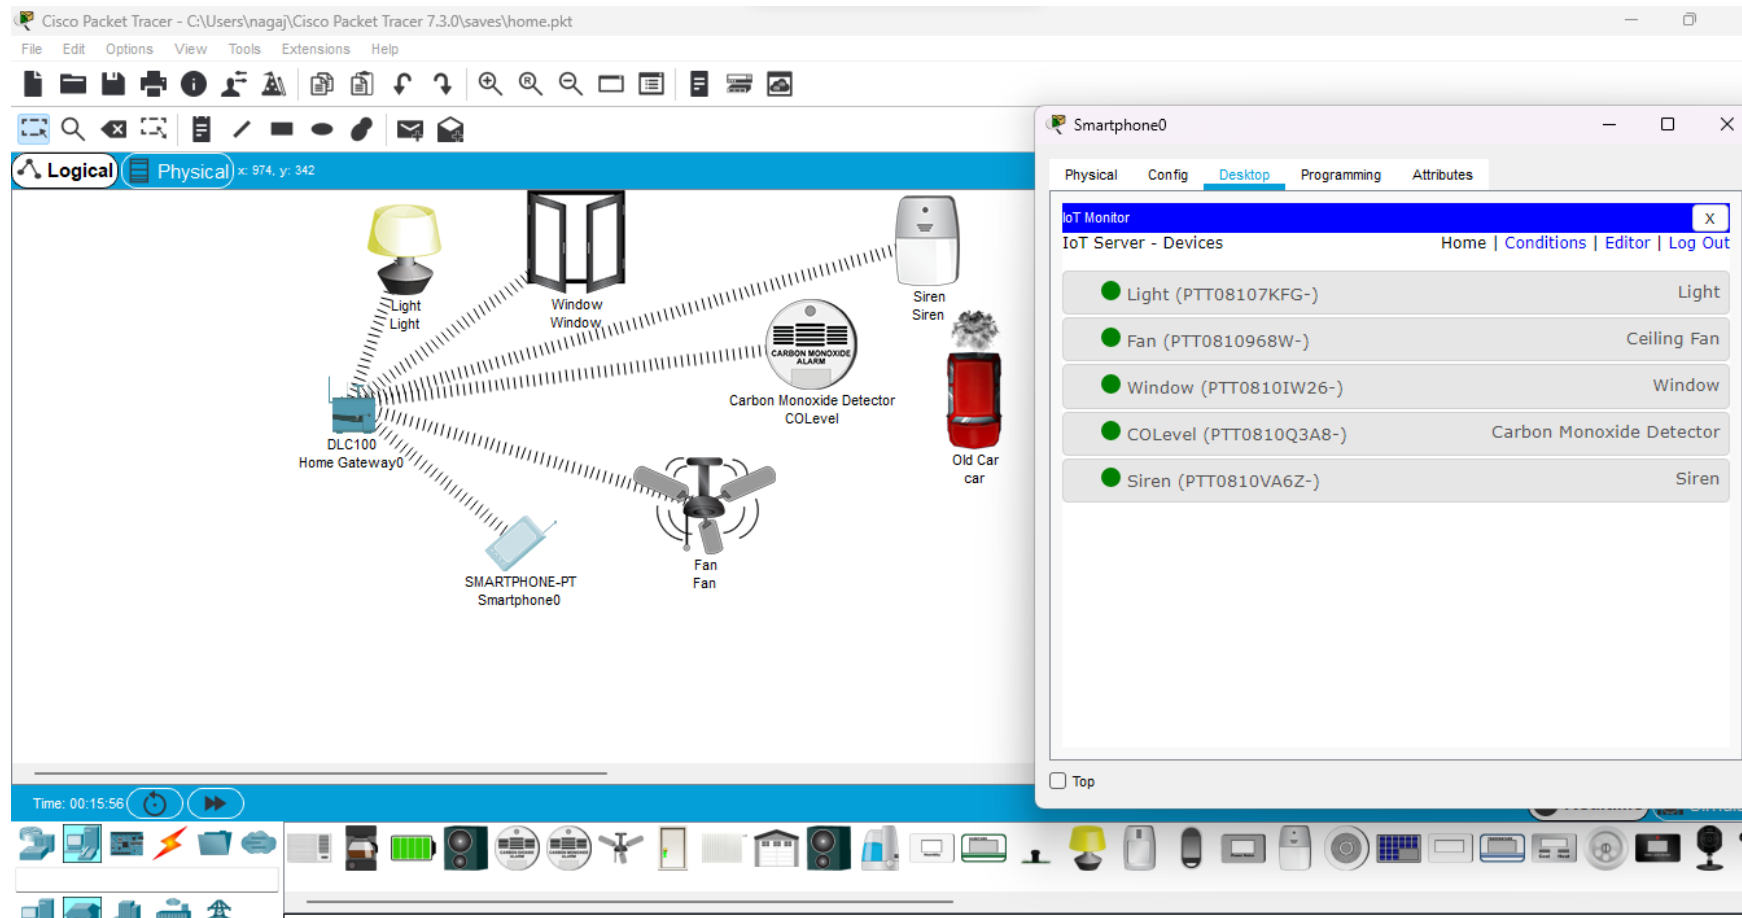 Cisco Packet Tracer - C:\Users\nagaj\Cisco Packet Tracer 7.3.0\saves\home.pkt
File Edit Options View Tools Extensions Help
Logical Physical x: 974, y: 342
Light
Light
Window
Window
Siren
Siren
CARBON MONOXIDE
ALARM
Carbon Monoxide Detector
COLevel
Old Car
car
DLC100
Home Gateway0
SMARTPHONE-PT
Smartphone0
Fan
Fan
Smartphone0
Physical Config Desktop Programming Attributes
IoT Monitor X
IoT Server - Devices Home | Conditions | Editor | Log Out
Light (PTT08107KFG-) Light
Fan (PTT0810968W-) Ceiling Fan
Window (PTT0810IW26-) Window
COLevel (PTT0810Q3A8-) Carbon Monoxide Detector
Siren (PTT0810VA6Z-) Siren
Top
Time: 00:15:56